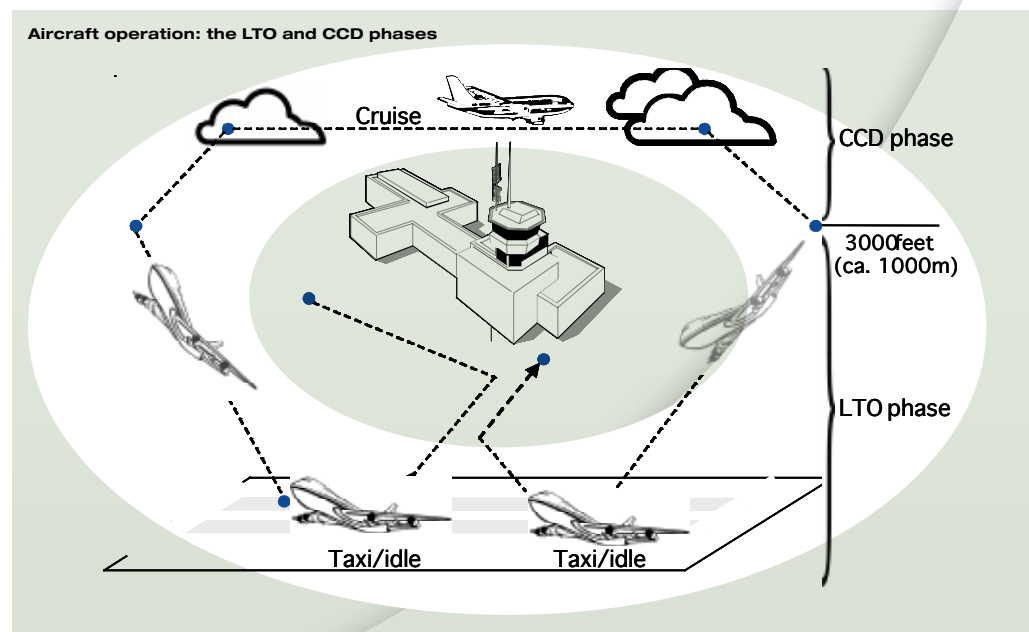 Aircraft operation: the LTO and CCD phases
Cruise
CCD phase
3000feet
(ca. 1000m)
LTO phase
Taxi/idle
Taxi/idle